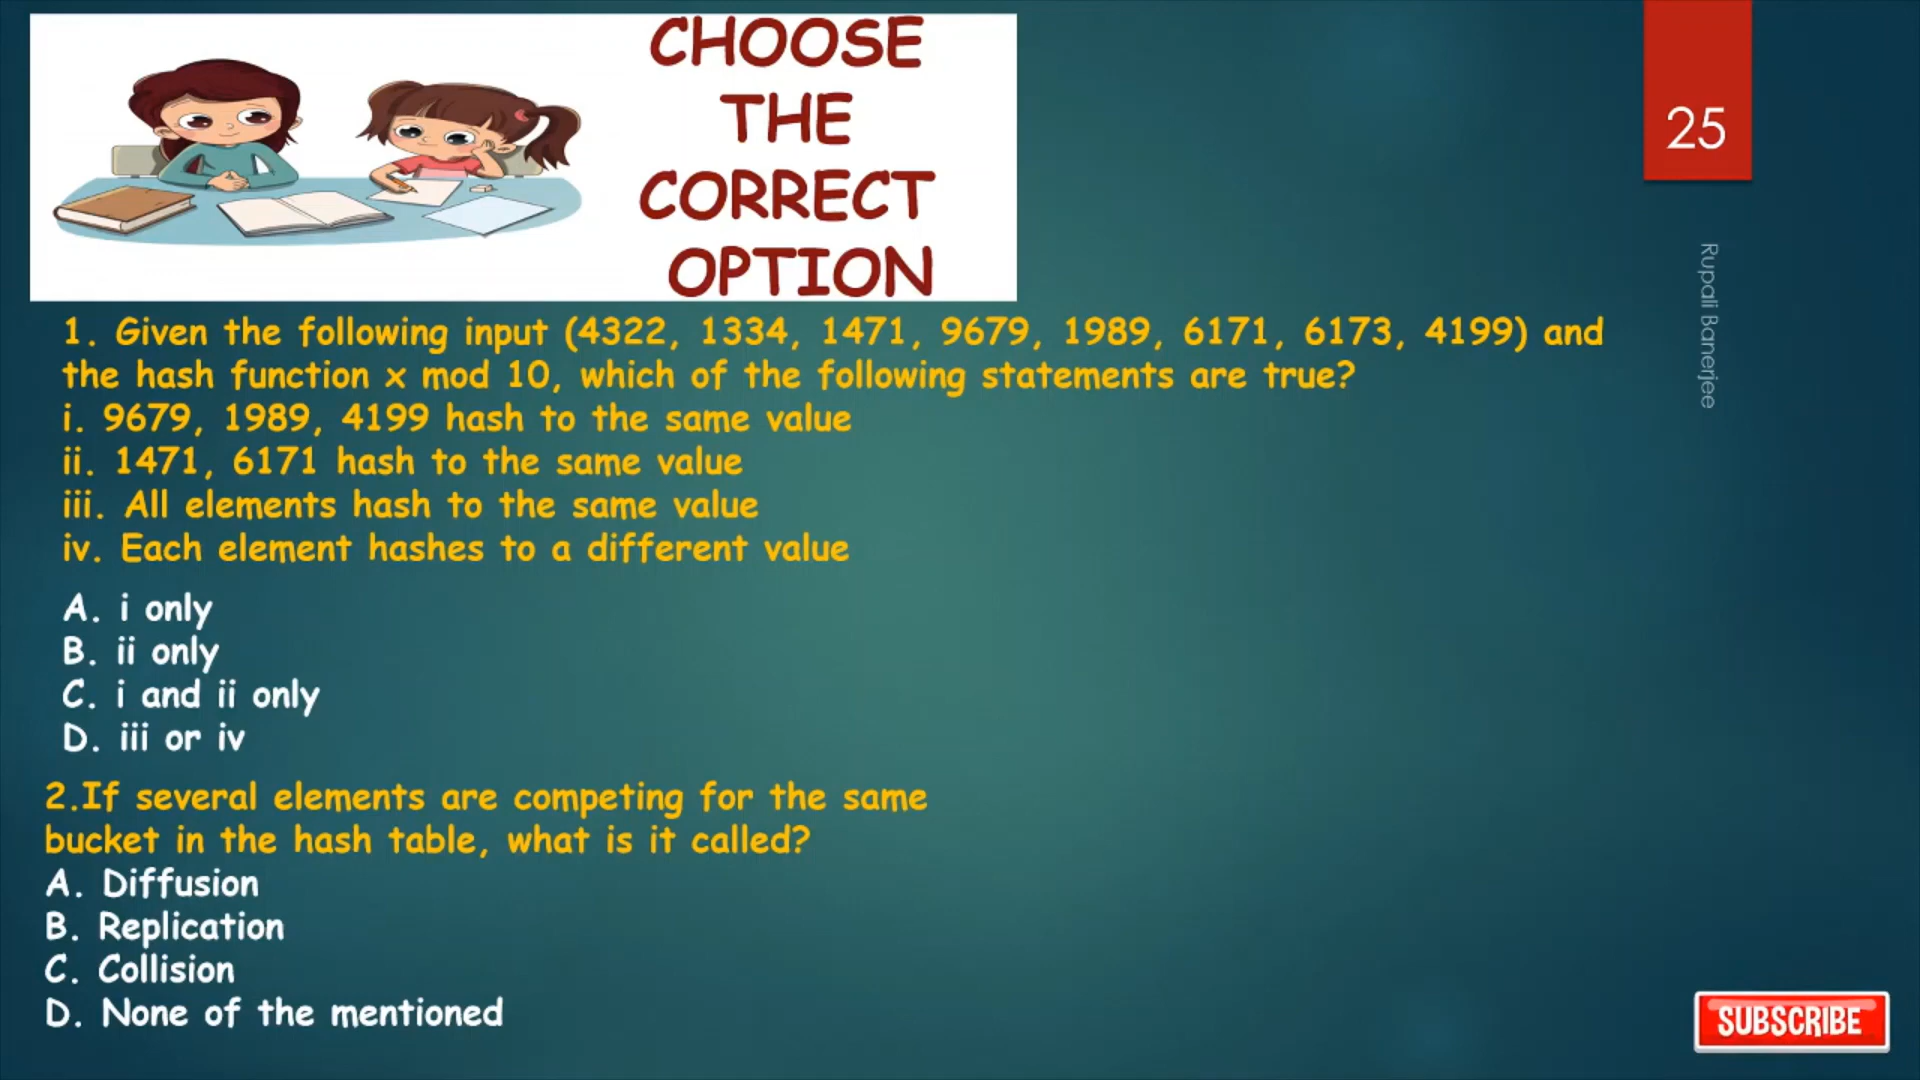 CHOOSE
THE
CORRECT
OPTION
25
Rupali Banerjee
1. Given the following input (4322, 1334, 1471, 9679, 1989, 6171, 6173, 4199) and
the hash function x mod 10, which of the following statements are true?
i. 9679, 1989, 4199 hash to the same value
ii. 1471, 6171 hash to the same value
iii. All elements hash to the same value
iv. Each element hashes to a different value
A. i only
B. ii only
C. i and ii only
D. iii or iv
2.If several elements are competing for the same
bucket in the hash table, what is it called?
A. Diffusion
B. Replication
C. Collision
D. None of the mentioned
SUBSCRIBE